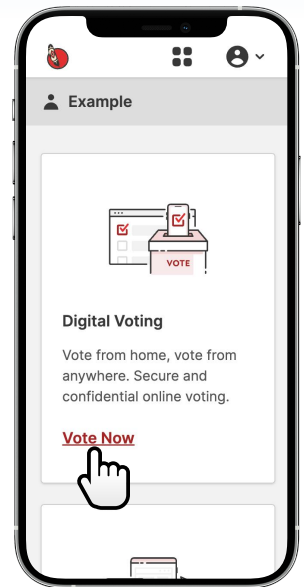 Example
VOTE
Digital Voting
Vote from home, vote from
anywhere. Secure and
confidential online voting.
Vote Now